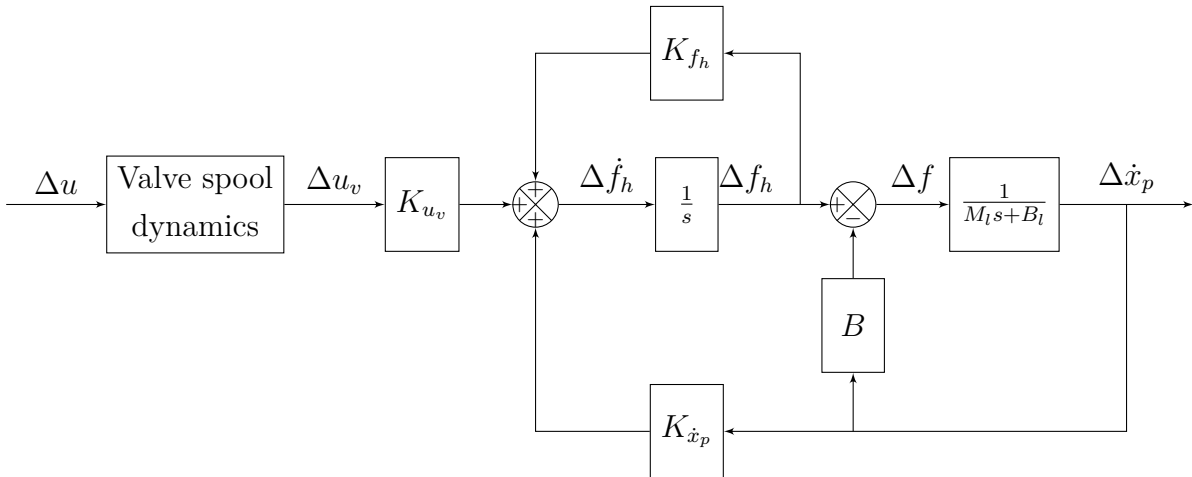 K_{f_h}
Δu
Valve spool
dynamics
Δu_v
K_{u_v}
+
+
+
Δḟ_h
1/s
Δf_h
+
−
Δf
1/(M_l s+B_l)
Δẋ_p
B
K_{ẋ_p}